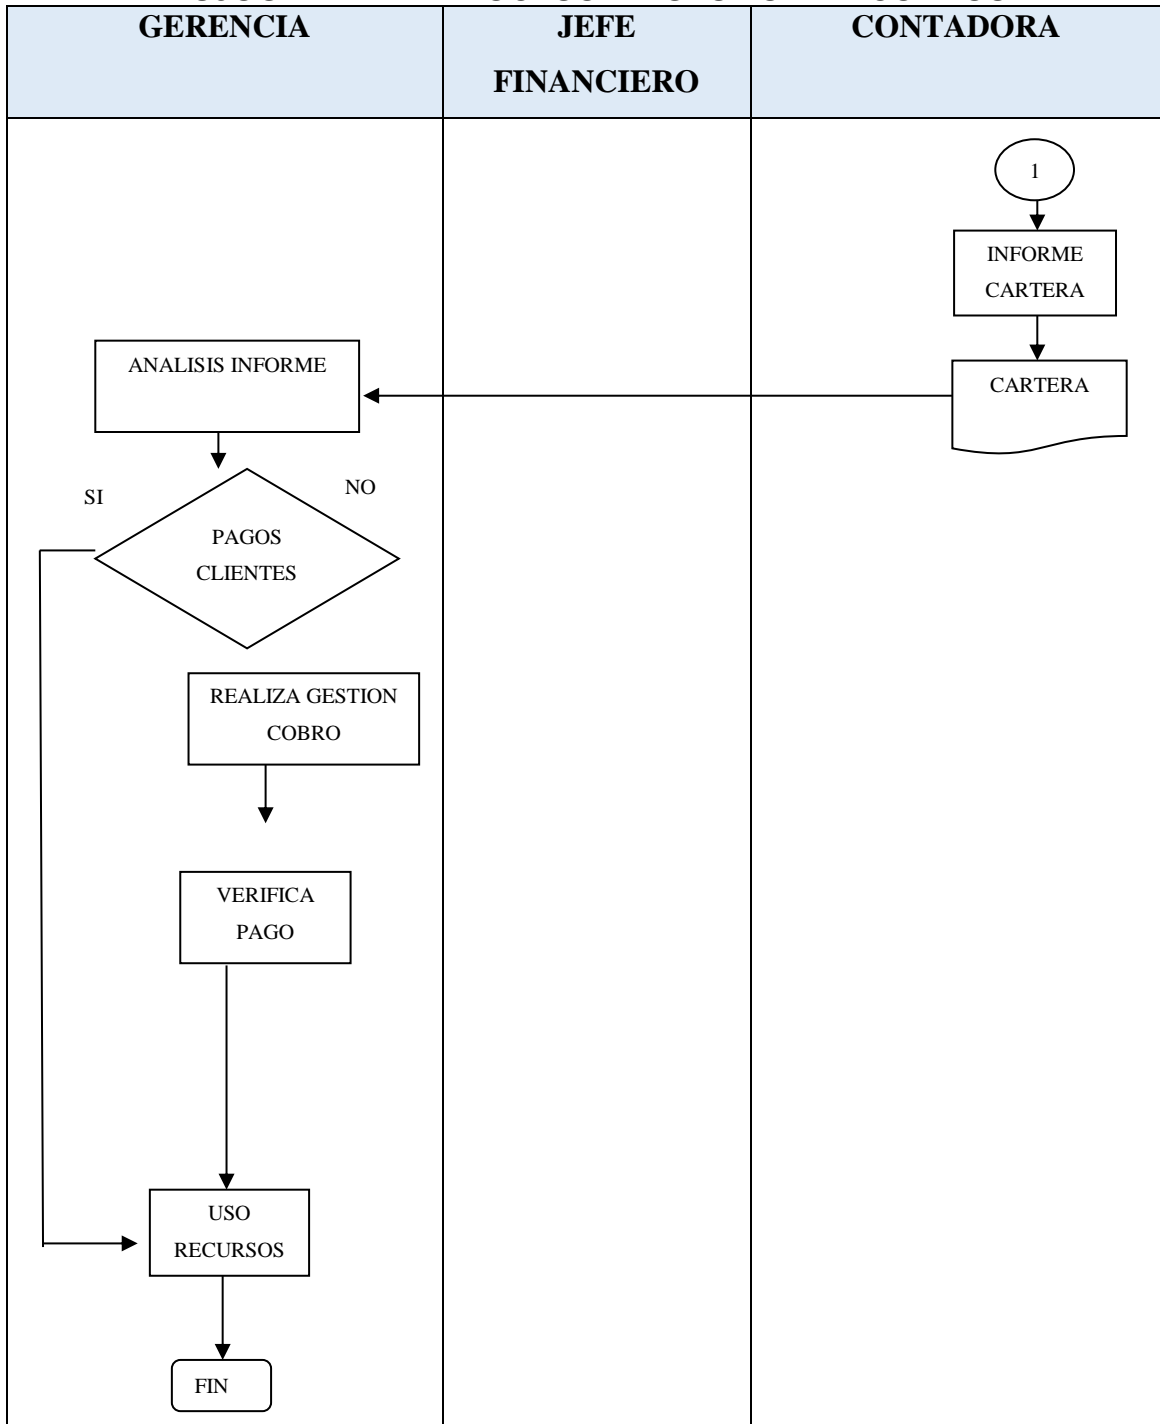 GERENCIA
JEFE
FINANCIERO
CONTADORA
1
INFORME
CARTERA
ANALISIS INFORME
CARTERA
SI
NO
PAGOS
CLIENTES
REALIZA GESTION
COBRO
VERIFICA
PAGO
USO
RECURSOS
FIN